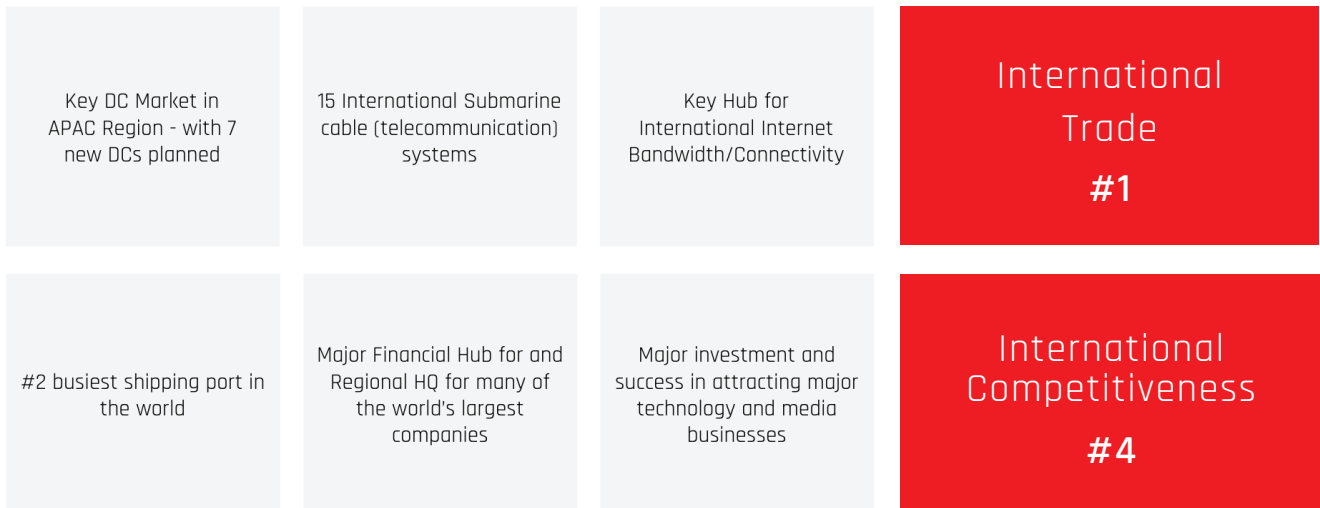 Key DC Market in
APAC Region - with 7
new DCs planned
15 International Submarine
cable (telecommunication)
systems
Key Hub for
International Internet
Bandwidth/Connectivity
International
Trade
#1
#2 busiest shipping port in
the world
Major Financial Hub for and
Regional HQ for many of
the world's largest
companies
Major investment and
success in attracting major
technology and media
businesses
International
Competitiveness
#4